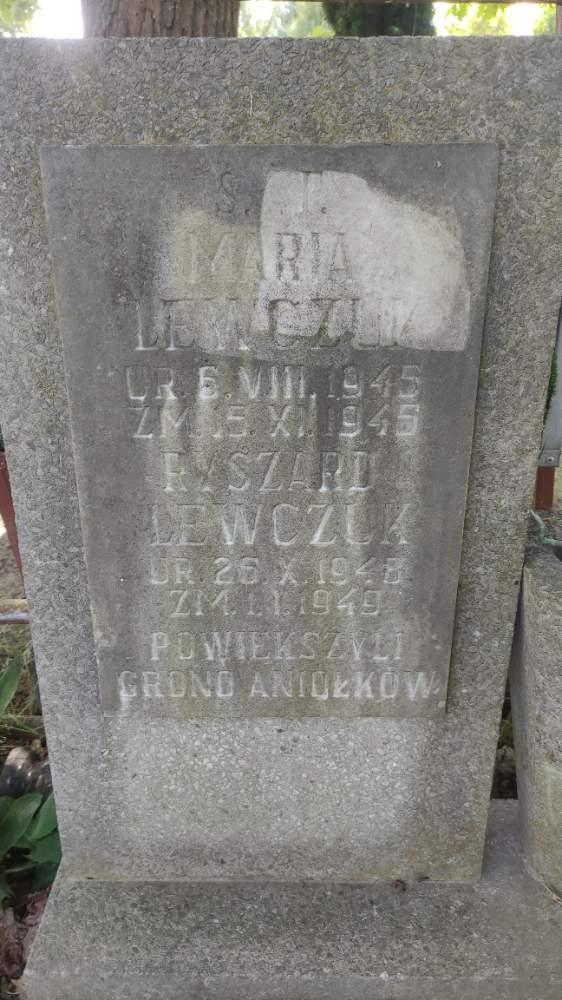 Ś. P.
MARIA
LEWCZUK
UR. 6. VIII. 1945
ZM. 15. XI. 1945
RYSZARD
LEWCZUK
UR. 26. X. 1948
ZM. 1. I. 1949
POWIĘKSZYLI
GRONO ANIOŁKÓW